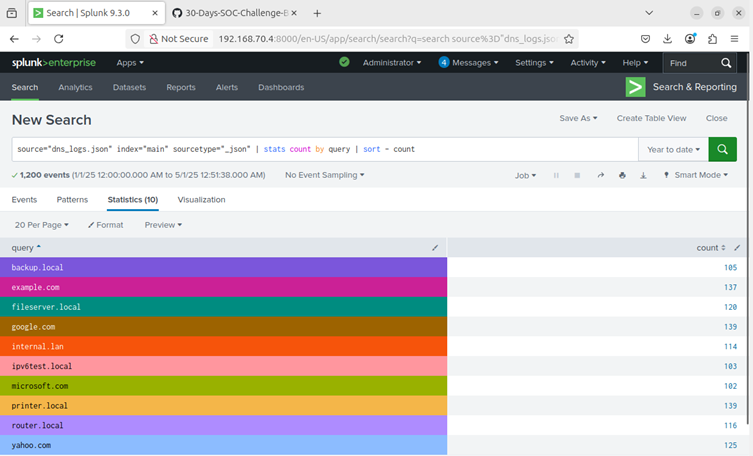 Search | Splunk 9.3.0
30-Days-SOC-Challenge-B
Not Secure 192.168.70.4:8000/en-US/app/search/search?q=search source%3D"dns_logs.jso
splunk>enterprise Apps Administrator 4 Messages Settings Activity Help Find
Search Analytics Datasets Reports Alerts Dashboards Search & Reporting
New Search Save As Create Table View Close
source="dns_logs.json" index="main" sourcetype="_json" | stats count by query | sort - count Year to date
1,200 events (1/1/25 12:00:00.000 AM to 5/1/25 12:51:38.000 AM) No Event Sampling Job Smart Mode
Events Patterns Statistics (10) Visualization
20 Per Page Format Preview
query count
backup.local 105
example.com 137
fileserver.local 120
google.com 139
internal.lan 114
ipv6test.local 103
microsoft.com 102
printer.local 139
router.local 116
yahoo.com 125